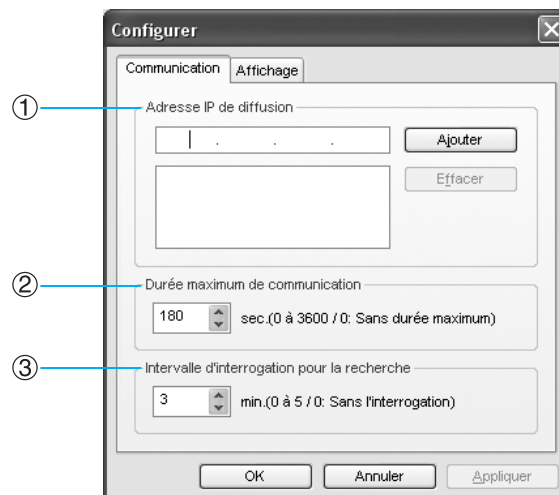 Configurer
Communication Affichage
① Adresse IP de diffusion
. . .
Ajouter
Effacer
② Durée maximum de communication
180 sec.(0 à 3600 / 0: Sans durée maximum)
③ Intervalle d'interrogation pour la recherche
3 min.(0 à 5 / 0: Sans l'interrogation)
OK Annuler Appliquer